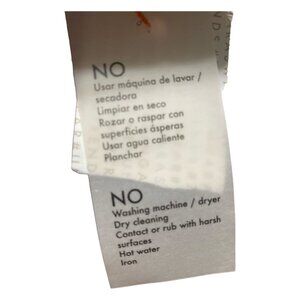 NO
Usar máquina de lavar /
secadora
Limpiar en seco
Rozar o raspar con
superficies ásperas
Usar agua caliente
Planchar
NO
Washing machine / dryer
Dry cleaning
Contact or rub with harsh
surfaces
Hot water
Iron